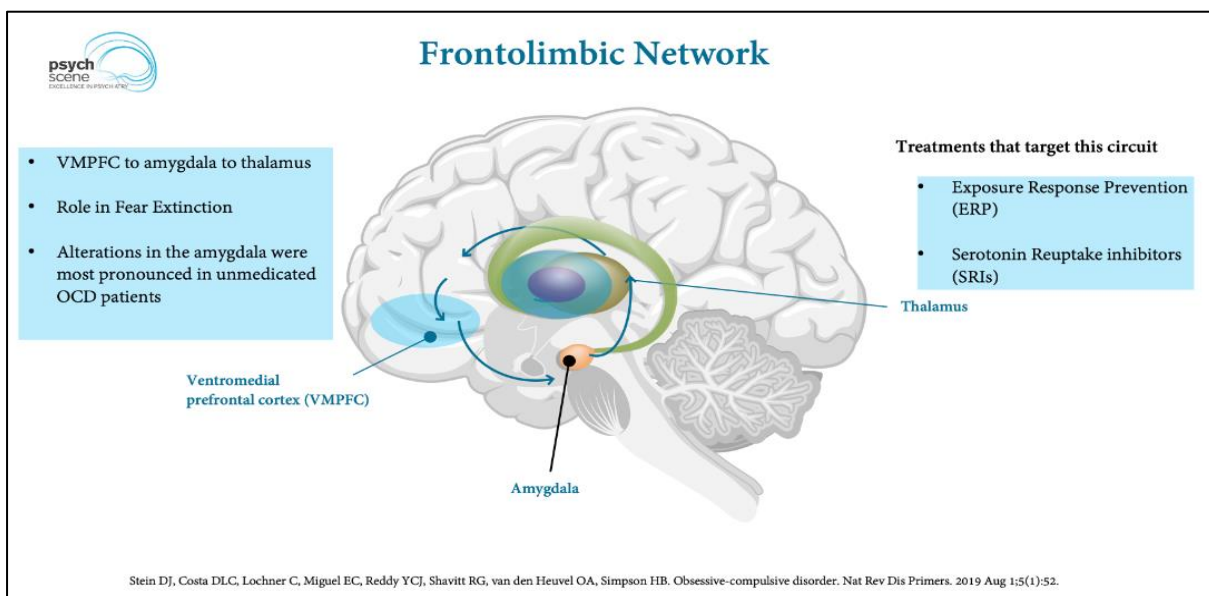 psych
scene
EXCELLENCE IN PSYCHIATRY
Frontolimbic Network
• VMPFC to amygdala to thalamus
• Role in Fear Extinction
• Alterations in the amygdala were
most pronounced in unmedicated
OCD patients
Treatments that target this circuit
• Exposure Response Prevention
(ERP)
• Serotonin Reuptake inhibitors
(SRIs)
Thalamus
Ventromedial
prefrontal cortex (VMPFC)
Amygdala
Stein DJ, Costa DLC, Lochner C, Miguel EC, Reddy YCJ, Shavitt RG, van den Heuvel OA, Simpson HB. Obsessive-compulsive disorder. Nat Rev Dis Primers. 2019 Aug 1;5(1):52.